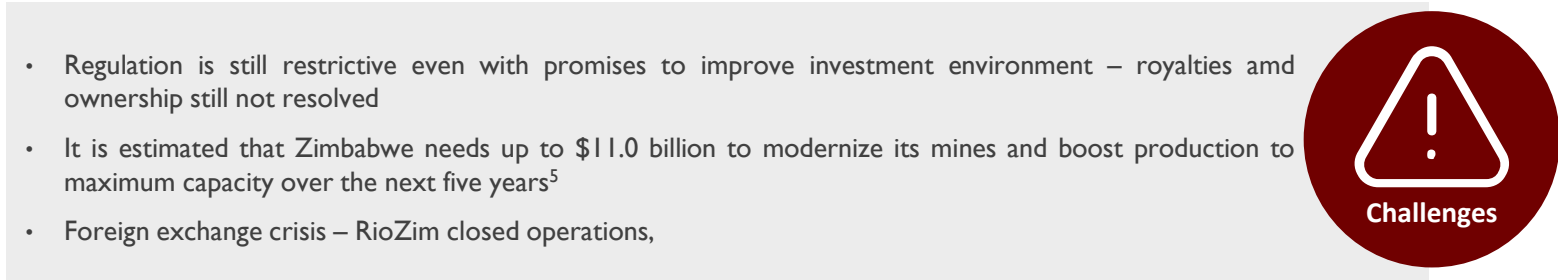 • Regulation is still restrictive even with promises to improve investment environment – royalties amd
ownership still not resolved
• It is estimated that Zimbabwe needs up to $11.0 billion to modernize its mines and boost production to
maximum capacity over the next five years⁵
• Foreign exchange crisis – RioZim closed operations,
Challenges